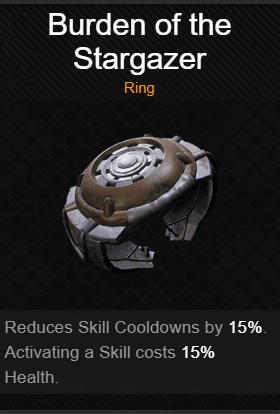 Burden of the
Stargazer
Ring
Reduces Skill Cooldowns by 15%.
Activating a Skill costs 15%
Health.